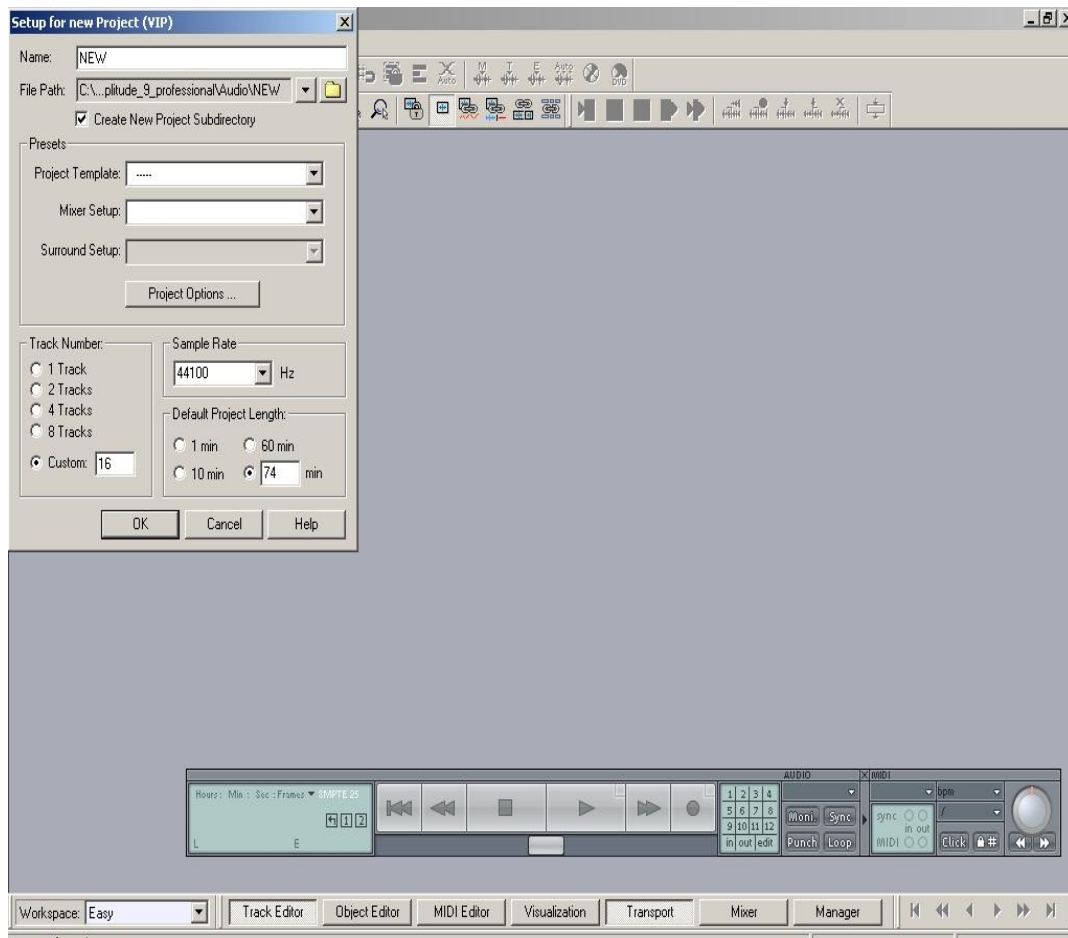 Setup for new Project (VIP)
Name: NEW
File Path: C:\...plitude_9_professional\Audio\NEW
Create New Project Subdirectory
Presets
Project Template: -----
Mixer Setup:
Surround Setup:
Project Options ...
Track Number:
1 Track
2 Tracks
4 Tracks
8 Tracks
Custom: 16
Sample Rate
44100 Hz
Default Project Length:
1 min 60 min
10 min 74 min
OK Cancel Help
Auto M T E Auto DVD
Hours : Min : Sec : Frames SMPTE 25
1 2
L E
1 2 3 4
5 6 7 8
9 10 11 12
in out edit
AUDIO
Moni. Sync
Punch Loop
MIDI
bpm
/
sync
in out
MIDI
Click #
Workspace: Easy
Track Editor Object Editor MIDI Editor Visualization Transport Mixer Manager